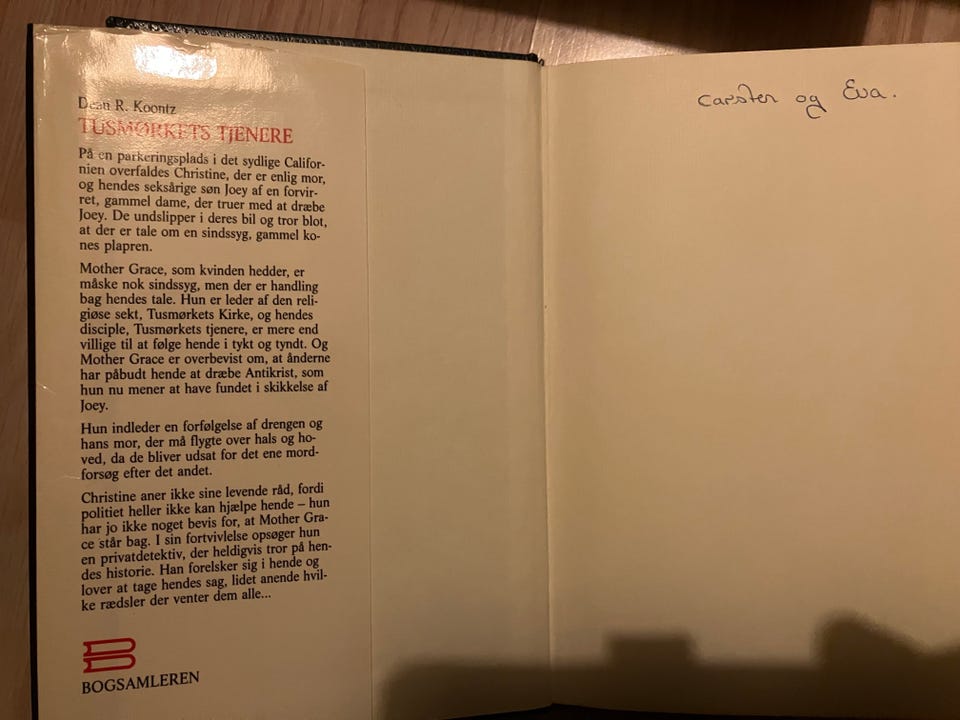 Dean R. Koontz
TUSMØRKETS TJENERE
På en parkeringsplads i det sydlige Califor-
nien overfaldes Christine, der er enlig mor,
og hendes seksårige søn Joey af en forvir-
ret, gammel dame, der truer med at dræbe
Joey. De undslipper i deres bil og tror blot,
at der er tale om en sindssyg, gammel ko-
nes plapren.
Mother Grace, som kvinden hedder, er
måske nok sindssyg, men der er handling
bag hendes tale. Hun er leder af den reli-
giøse sekt, Tusmørkets Kirke, og hendes
disciple, Tusmørkets tjenere, er mere end
villige til at følge hende i tykt og tyndt. Og
Mother Grace er overbevist om, at ånderne
har påbudt hende at dræbe Antikrist, som
hun nu mener at have fundet i skikkelse af
Joey.
Hun indleder en forfølgelse af drengen og
hans mor, der må flygte over hals og ho-
ved, da de bliver udsat for det ene mord-
forsøg efter det andet.
Christine aner ikke sine levende råd, fordi
politiet heller ikke kan hjælpe hende – hun
har jo ikke noget bevis for, at Mother Gra-
ce står bag. I sin fortvivlelse opsøger hun
en privatdetektiv, der heldigvis tror på hen-
des historie. Han forelsker sig i hende og
lover at tage hendes sag, lidet anende hvil-
ke rædsler der venter dem alle...
BOGSAMLEREN
Carsten og Eva.